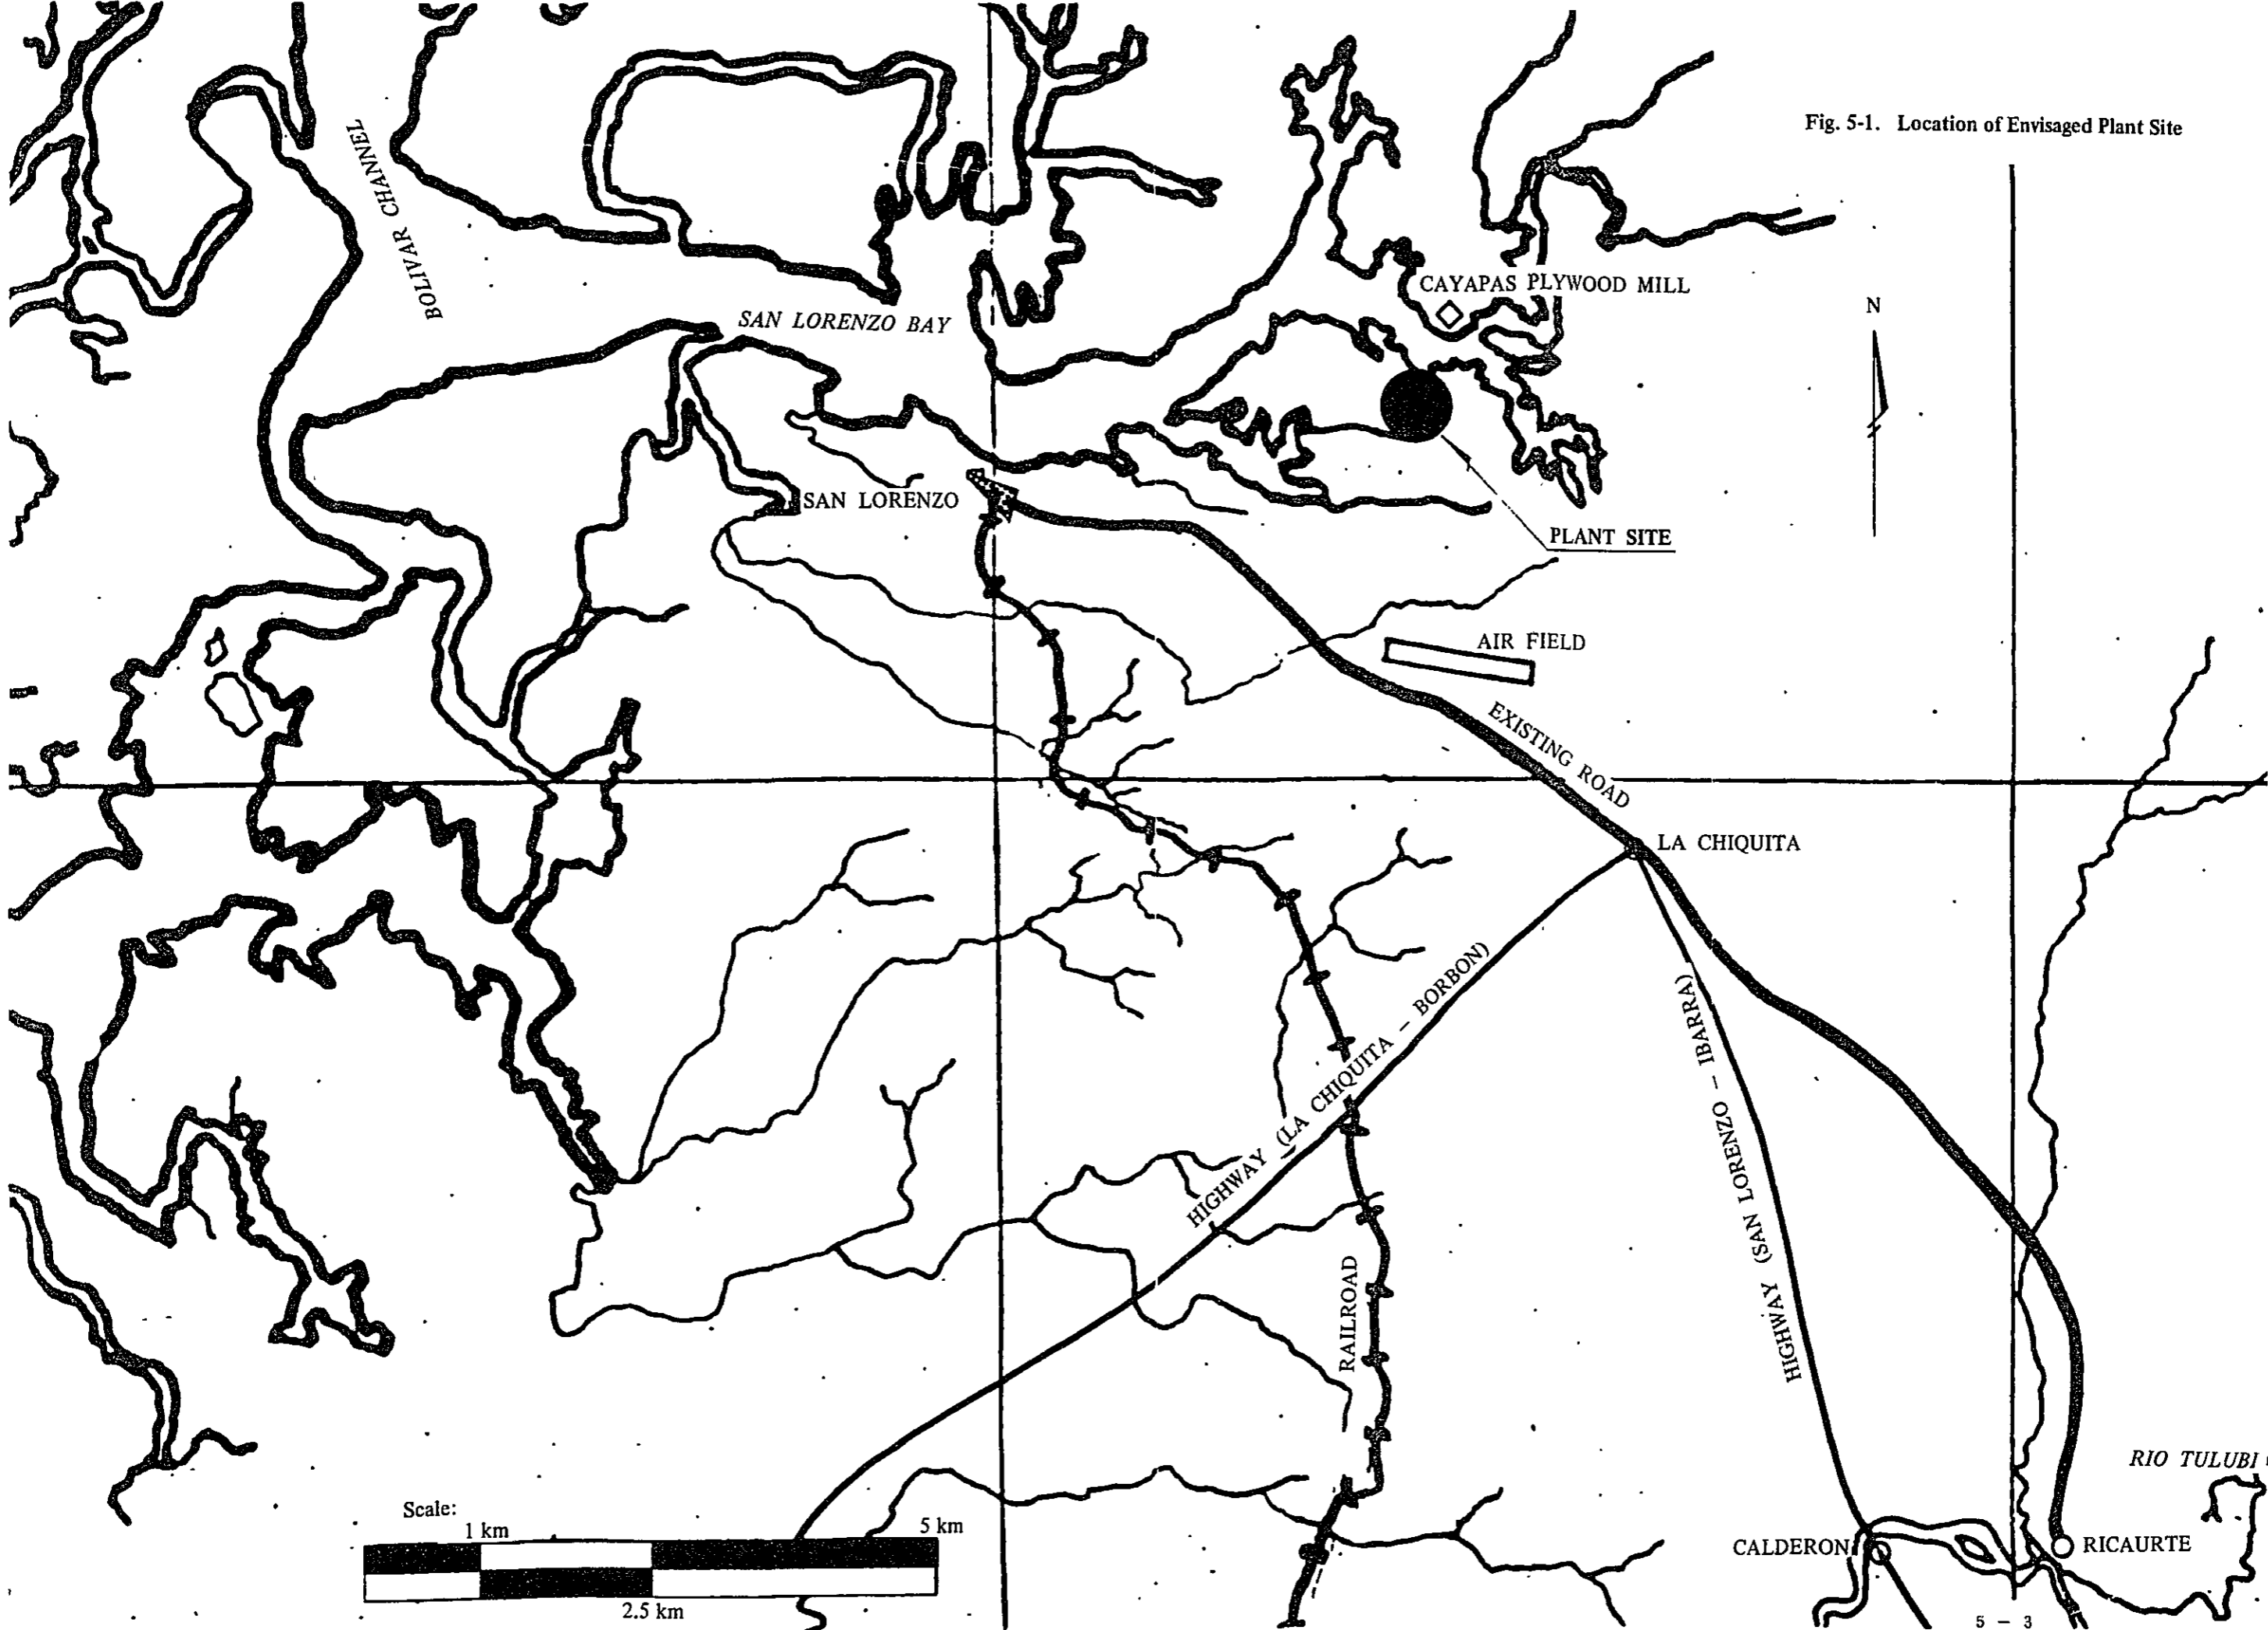 Fig. 5-1. Location of Envisaged Plant Site
BOLIVAR CHANNEL
CAYAPAS PLYWOOD MILL
N
SAN LORENZO BAY
SAN LORENZO
PLANT SITE
AIR FIELD
EXISTING ROAD
LA CHIQUITA
HIGHWAY (LA CHIQUITA – BORBON)
HIGHWAY (SAN LORENZO – IBARRA)
RAILROAD
RIO TULUBI
Scale:
1 km
5 km
2.5 km
CALDERON
RICAURTE
5 – 3